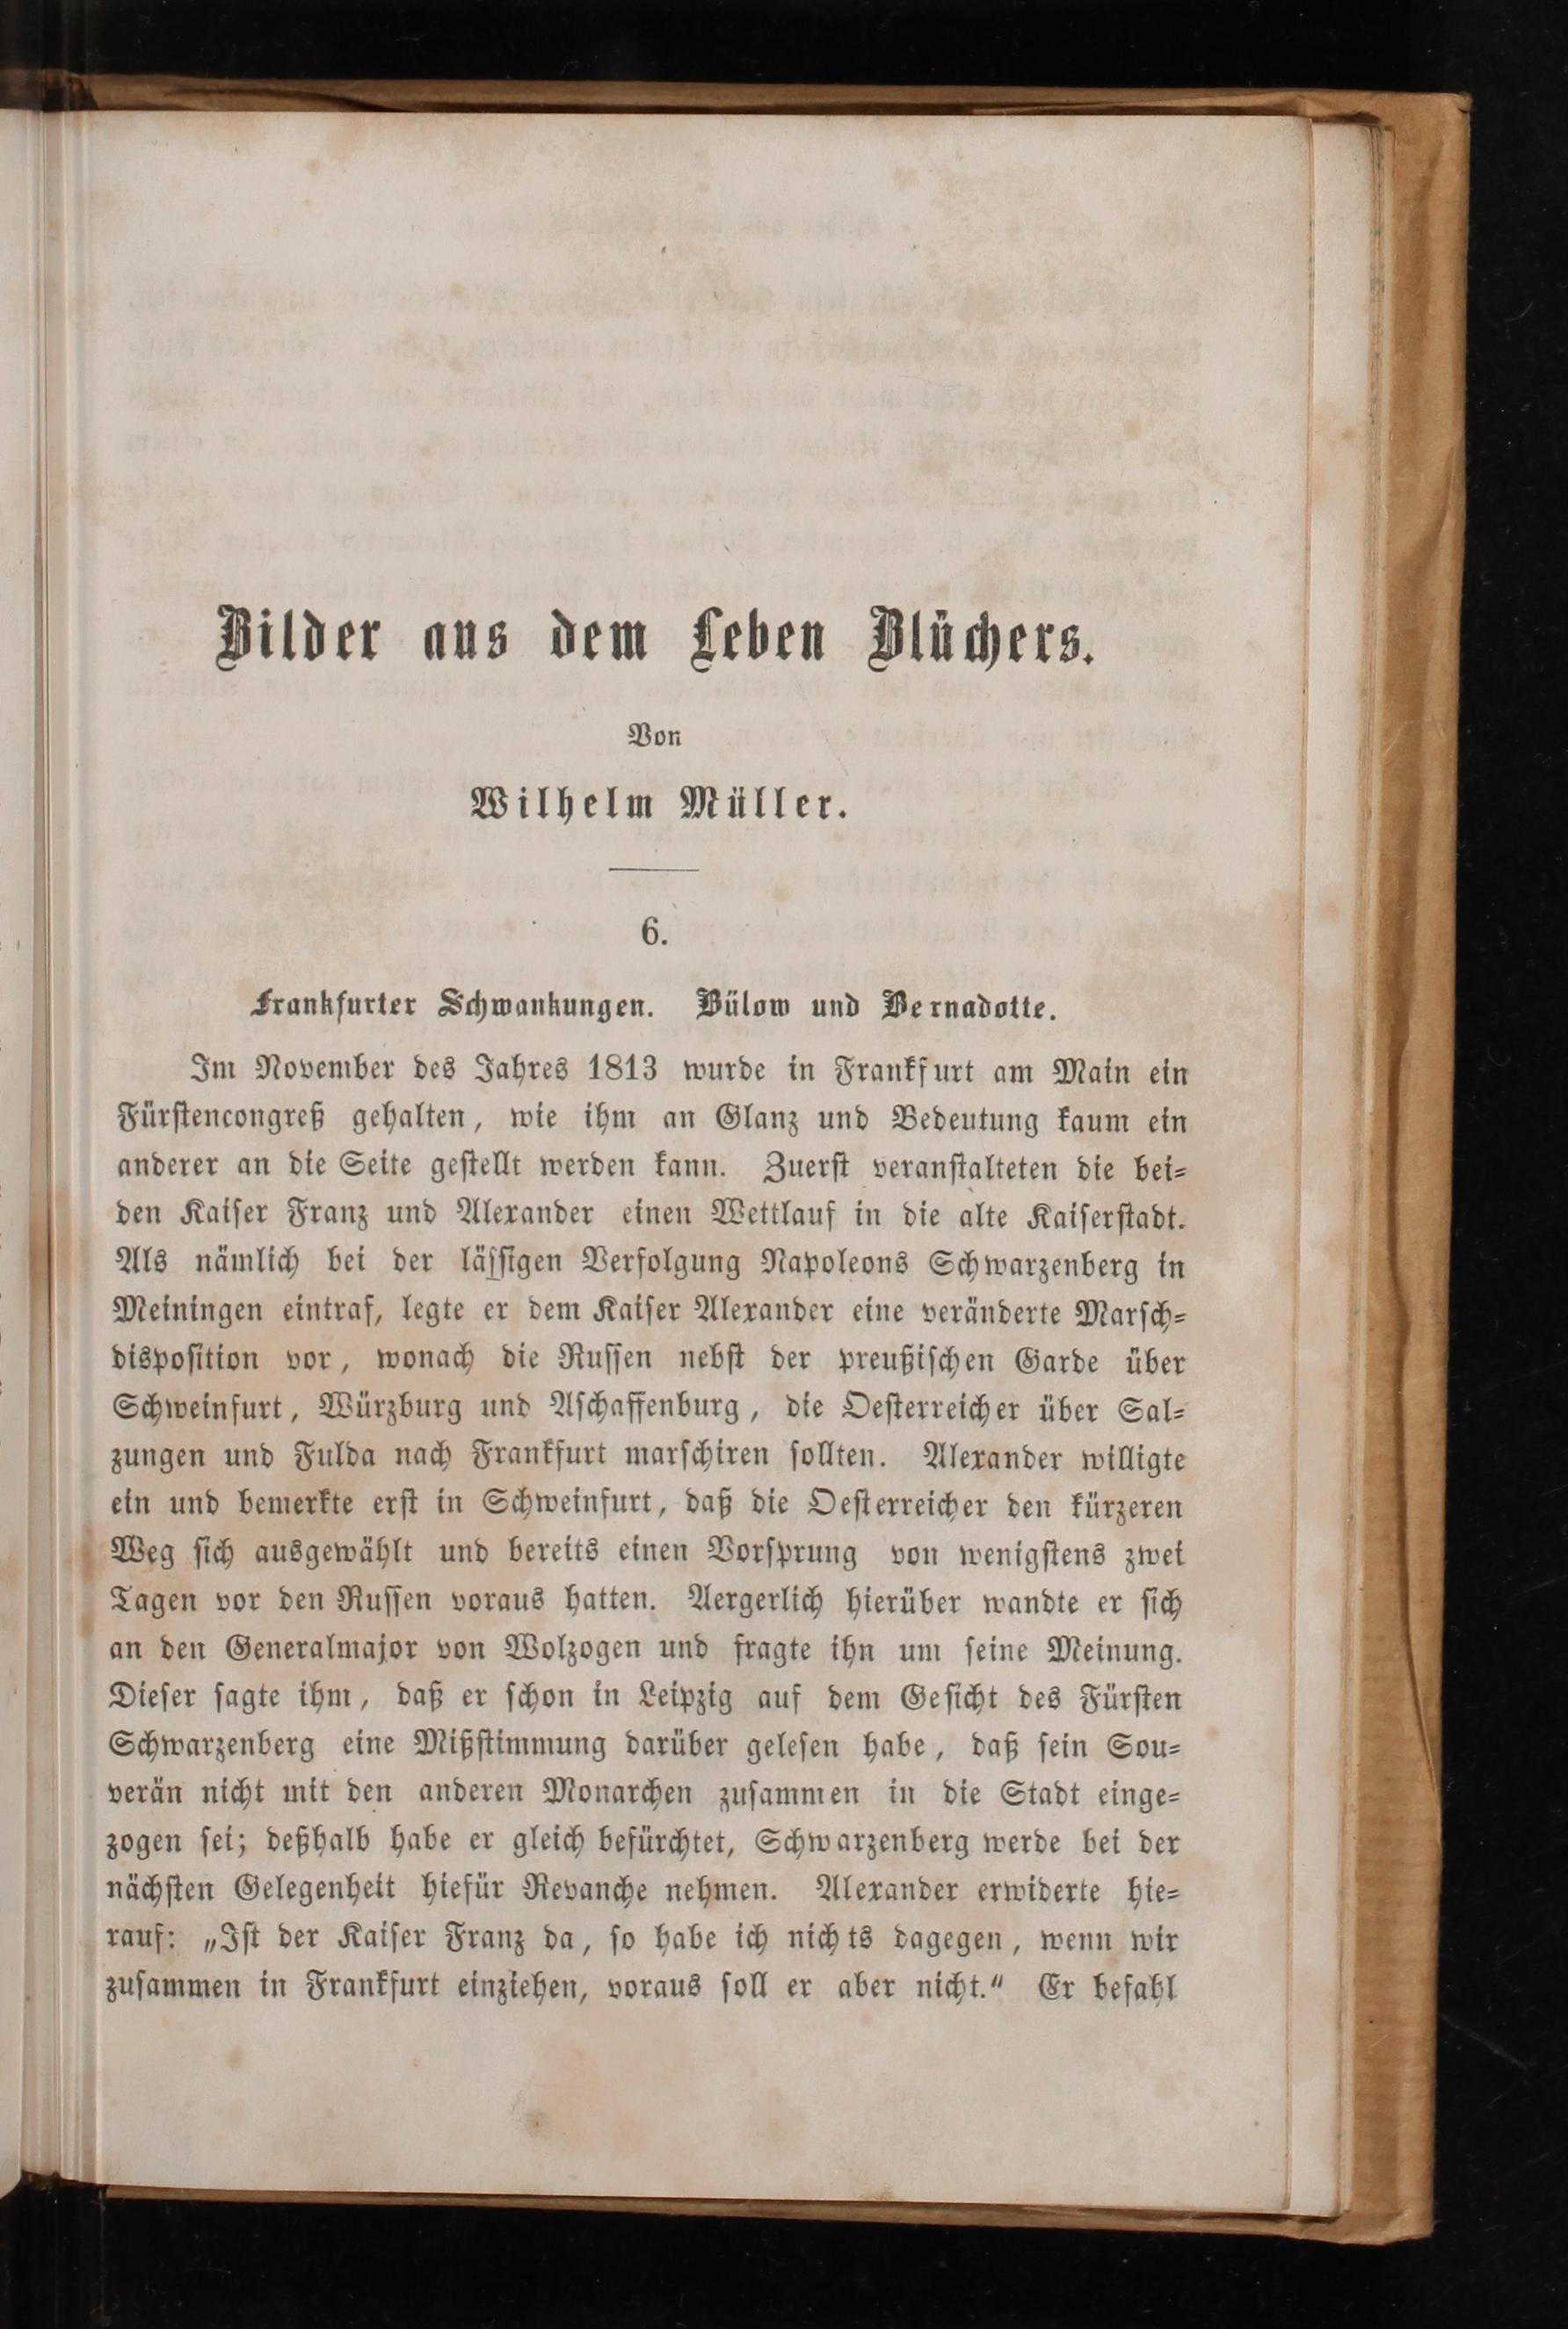 Bilder aus dem Leben Blüchers.
Von
Wilhelm Müller.
6.
Frankfurter Schwankungen. Bülow und Bernadotte.
Im November des Jahres 1813 wurde in Frankfurt am Main ein
Fürstencongreß gehalten, wie ihm an Glanz und Bedeutung kaum ein
anderer an die Seite gestellt werden kann. Zuerst veranstalteten die bei-
den Kaiser Franz und Alexander einen Wettlauf in die alte Kaiserstadt.
Als nämlich bei der lässigen Verfolgung Napoleons Schwarzenberg in
Meiningen eintraf, legte er dem Kaiser Alexander eine veränderte Marsch-
disposition vor, wonach die Russen nebst der preußischen Garde über
Schweinfurt, Würzburg und Aschaffenburg, die Oesterreicher über Sal-
zungen und Fulda nach Frankfurt marschiren sollten. Alexander willigte
ein und bemerkte erst in Schweinfurt, daß die Oesterreicher den kürzeren
Weg sich ausgewählt und bereits einen Vorsprung von wenigstens zwei
Tagen vor den Russen voraus hatten. Aergerlich hierüber wandte er sich
an den Generalmajor von Wolzogen und fragte ihn um seine Meinung.
Dieser sagte ihm, daß er schon in Leipzig auf dem Gesicht des Fürsten
Schwarzenberg eine Mißstimmung darüber gelesen habe, daß sein Sou-
verän nicht mit den anderen Monarchen zusammen in die Stadt einge-
zogen sei; deßhalb habe er gleich befürchtet, Schwarzenberg werde bei der
nächsten Gelegenheit hiefür Revanche nehmen. Alexander erwiderte hie-
rauf: „Ist der Kaiser Franz da, so habe ich nichts dagegen, wenn wir
zusammen in Frankfurt einziehen, voraus soll er aber nicht.“ Er befahl